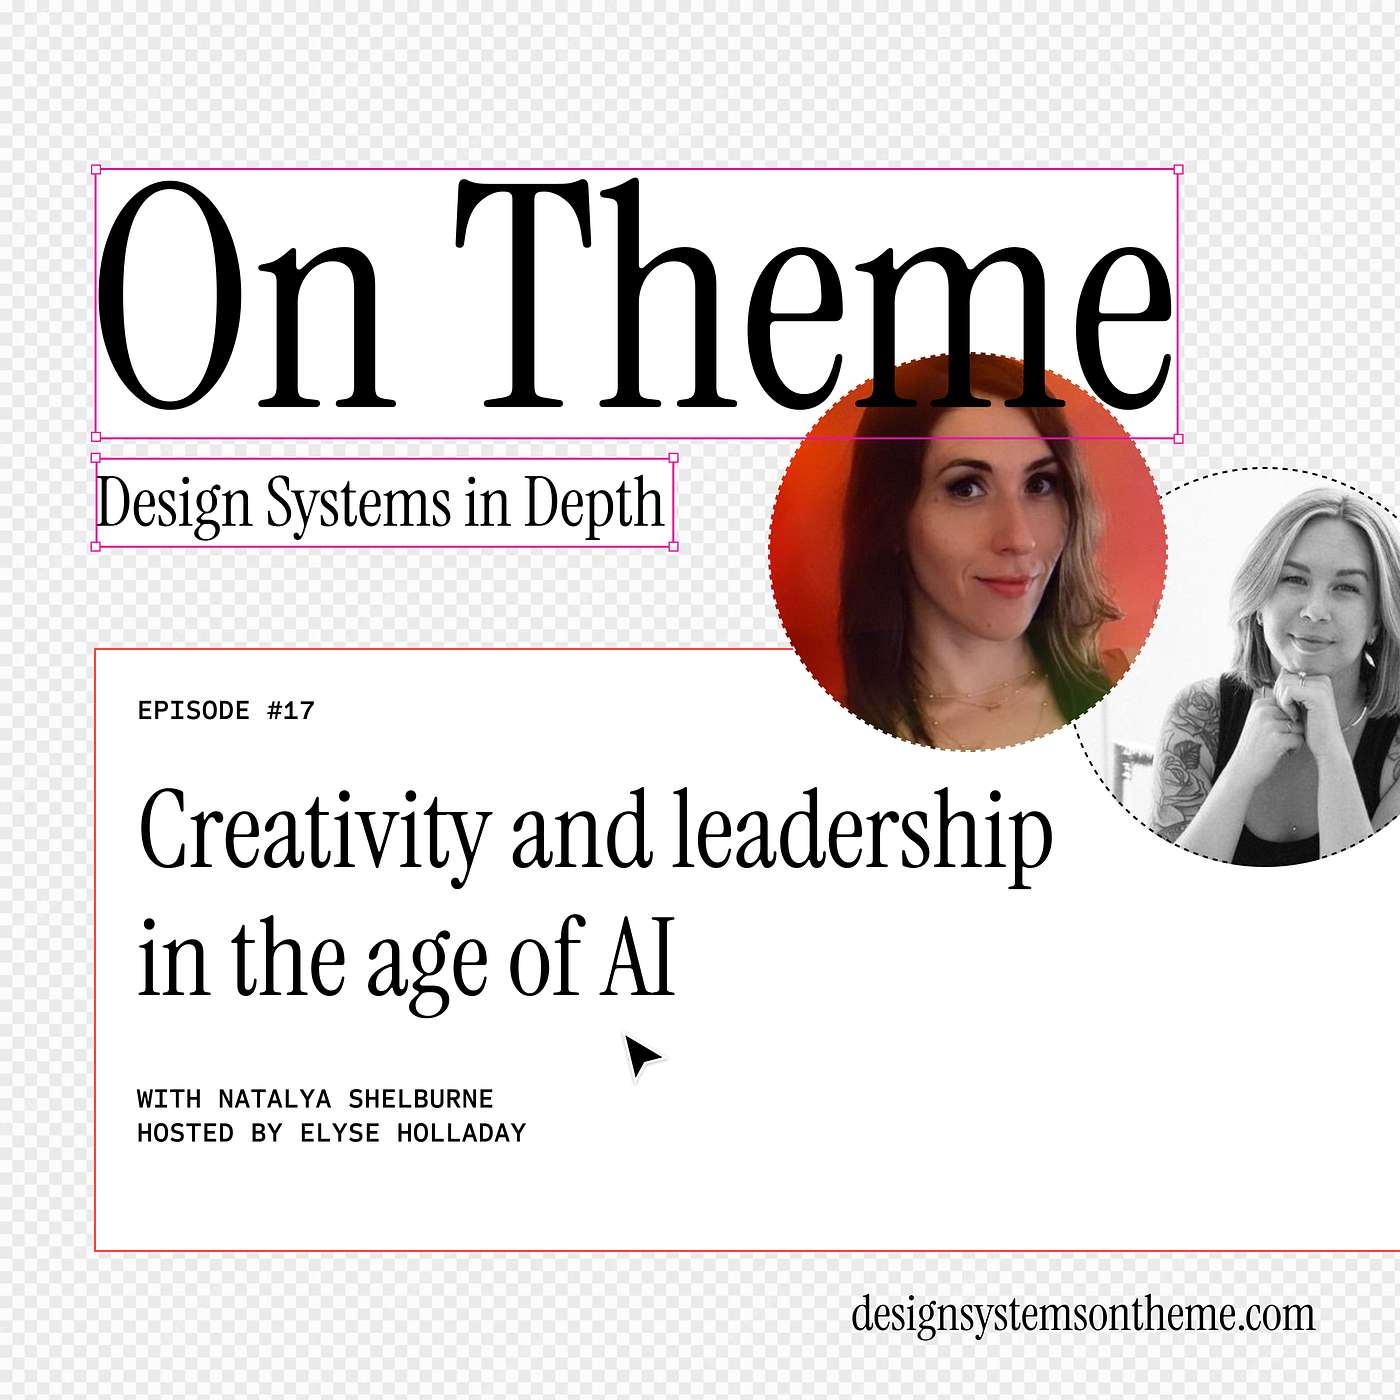 On Theme
Design Systems in Depth
EPISODE #17
Creativity and leadership
in the age of AI
WITH NATALYA SHELBURNE
HOSTED BY ELYSE HOLLADAY
designsystemsontheme.com